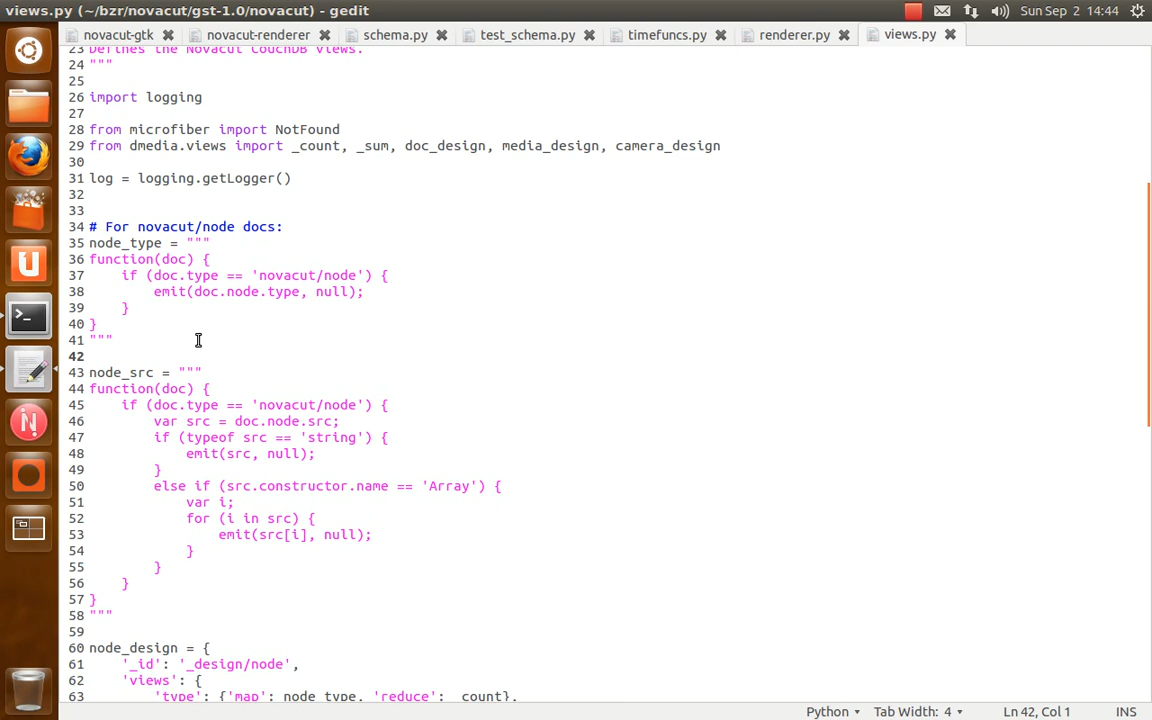 views.py (~/bzr/novacut/gst-1.0/novacut) - gedit
Sun Sep 2 14:44
novacut-gtk
novacut-renderer
schema.py
test_schema.py
timefuncs.py
renderer.py
views.py
23 Defines the Novacut CouchDB views.
24 """
25
26 import logging
27
28 from microfiber import NotFound
29 from dmedia.views import _count, _sum, doc_design, media_design, camera_design
30
31 log = logging.getLogger()
32
33
34 # For novacut/node docs:
35 node_type = """
36 function(doc) {
37     if (doc.type == 'novacut/node') {
38         emit(doc.node.type, null);
39     }
40 }
41 """
42
43 node_src = """
44 function(doc) {
45     if (doc.type == 'novacut/node') {
46         var src = doc.node.src;
47         if (typeof src == 'string') {
48             emit(src, null);
49         }
50         else if (src.constructor.name == 'Array') {
51             var i;
52             for (i in src) {
53                 emit(src[i], null);
54             }
55         }
56     }
57 }
58 """
59
60 node_design = {
61     '_id': '_design/node',
62     'views': {
63         'type': {'map': node_type, 'reduce': _count},
Python
Tab Width: 4
Ln 42, Col 1
INS